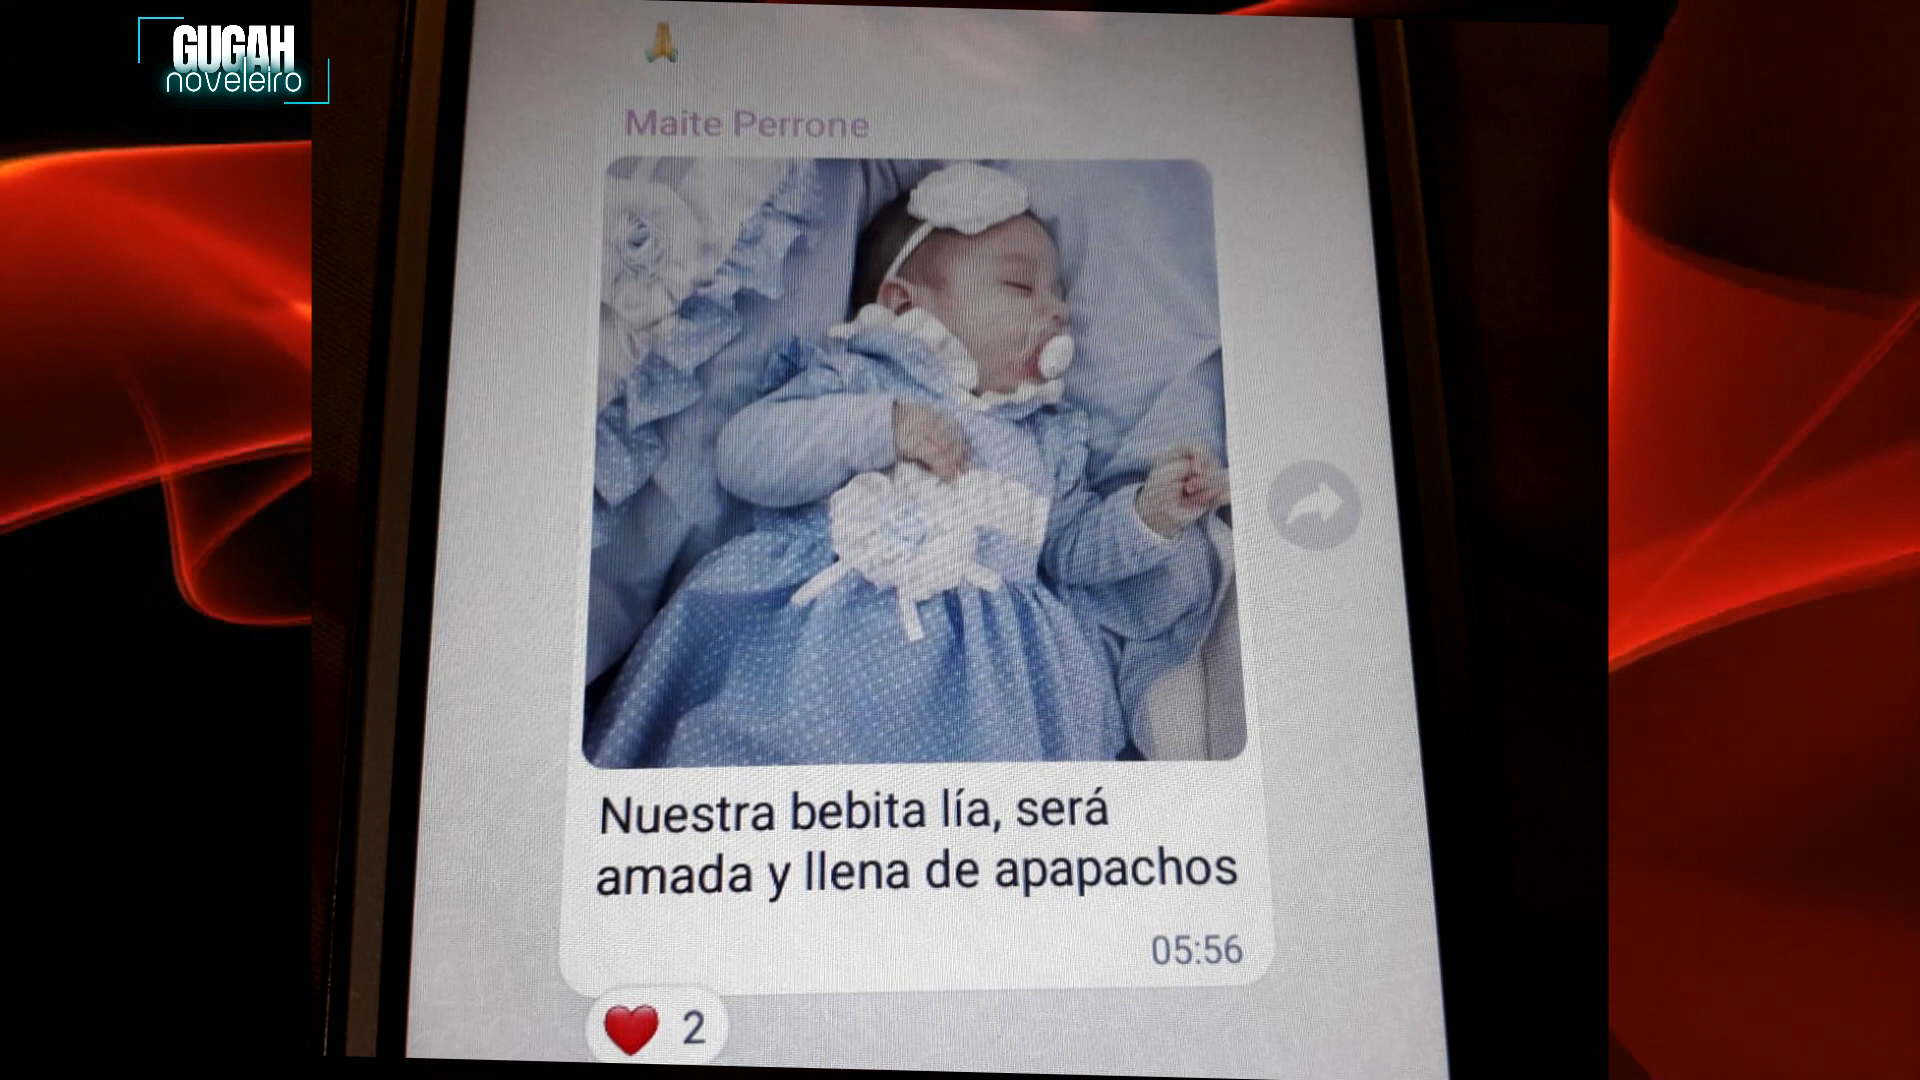 GUGAH
noveleiro
🙏
Maite Perrone
Nuestra bebita lía, será
amada y llena de apapachos
05:56
❤️ 2